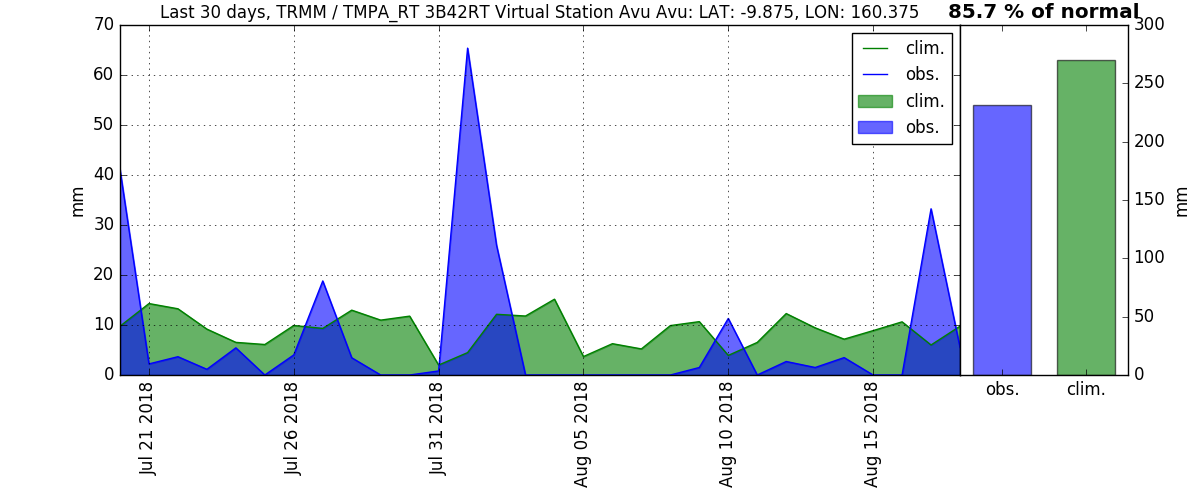 Last 30 days, TRMM / TMPA_RT 3B42RT Virtual Station Avu Avu: LAT: -9.875, LON: 160.375
85.7 % of normal
70
60
50
40
30
20
10
0
mm
clim.
obs.
clim.
obs.
Jul 21 2018
Jul 26 2018
Jul 31 2018
Aug 05 2018
Aug 10 2018
Aug 15 2018
300
250
200
150
100
50
0
mm
obs.
clim.